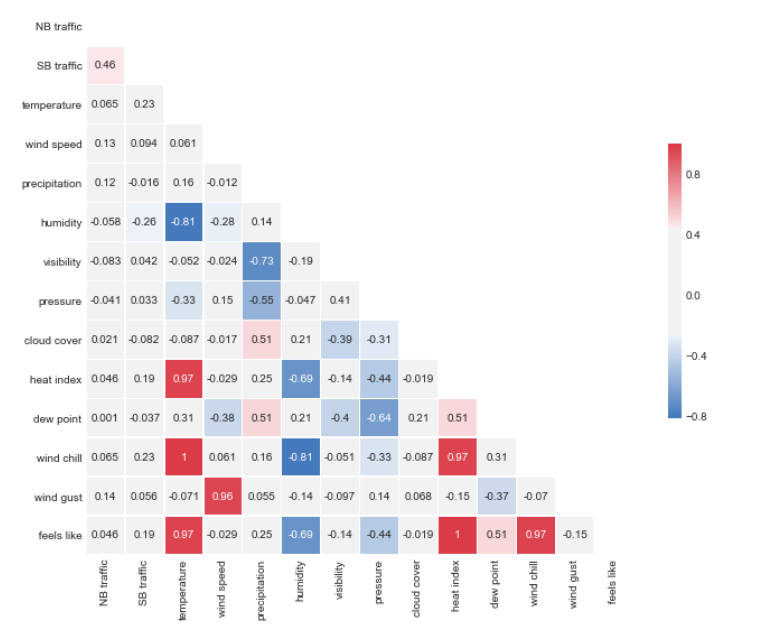 NB traffic
SB traffic 0.46
temperature 0.065 0.23
wind speed 0.13 0.094 0.061
precipitation 0.12 -0.016 0.16 -0.012
humidity -0.058 -0.26 -0.81 -0.28 0.14
visibility -0.083 0.042 -0.052 -0.024 -0.73 -0.19
pressure -0.041 0.033 -0.33 0.15 -0.55 -0.047 0.41
cloud cover 0.021 -0.082 -0.087 -0.017 0.51 0.21 -0.39 -0.31
heat index 0.046 0.19 0.97 -0.029 0.25 -0.69 -0.14 -0.44 -0.019
dew point 0.001 -0.037 0.31 -0.38 0.51 0.21 -0.4 -0.64 0.21 0.51
wind chill 0.065 0.23 1 0.061 0.16 -0.81 -0.051 -0.33 -0.087 0.97 0.31
wind gust 0.14 0.056 -0.071 0.96 0.055 -0.14 -0.097 0.14 0.068 -0.15 -0.37 -0.07
feels like 0.046 0.19 0.97 -0.029 0.25 -0.69 -0.14 -0.44 -0.019 1 0.51 0.97 -0.15
NB traffic
SB traffic
temperature
wind speed
precipitation
humidity
visibility
pressure
cloud cover
heat index
dew point
wind chill
wind gust
feels like
0.8
0.4
0.0
−0.4
−0.8